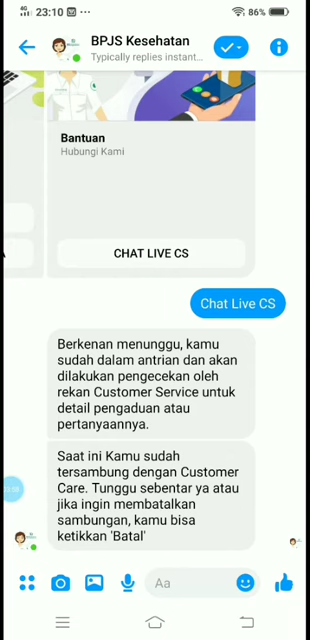 4G 23:10 86%
BPJS Kesehatan
Typically replies instant...
Bantuan
Hubungi Kami
CHAT LIVE CS
Chat Live CS
Berkenan menunggu, kamu
sudah dalam antrian dan akan
dilakukan pengecekan oleh
rekan Customer Service untuk
detail pengaduan atau
pertanyaannya.
Saat ini Kamu sudah
tersambung dengan Customer
Care. Tunggu sebentar ya atau
jika ingin membatalkan
sambungan, kamu bisa
ketikkan 'Batal'
Aa